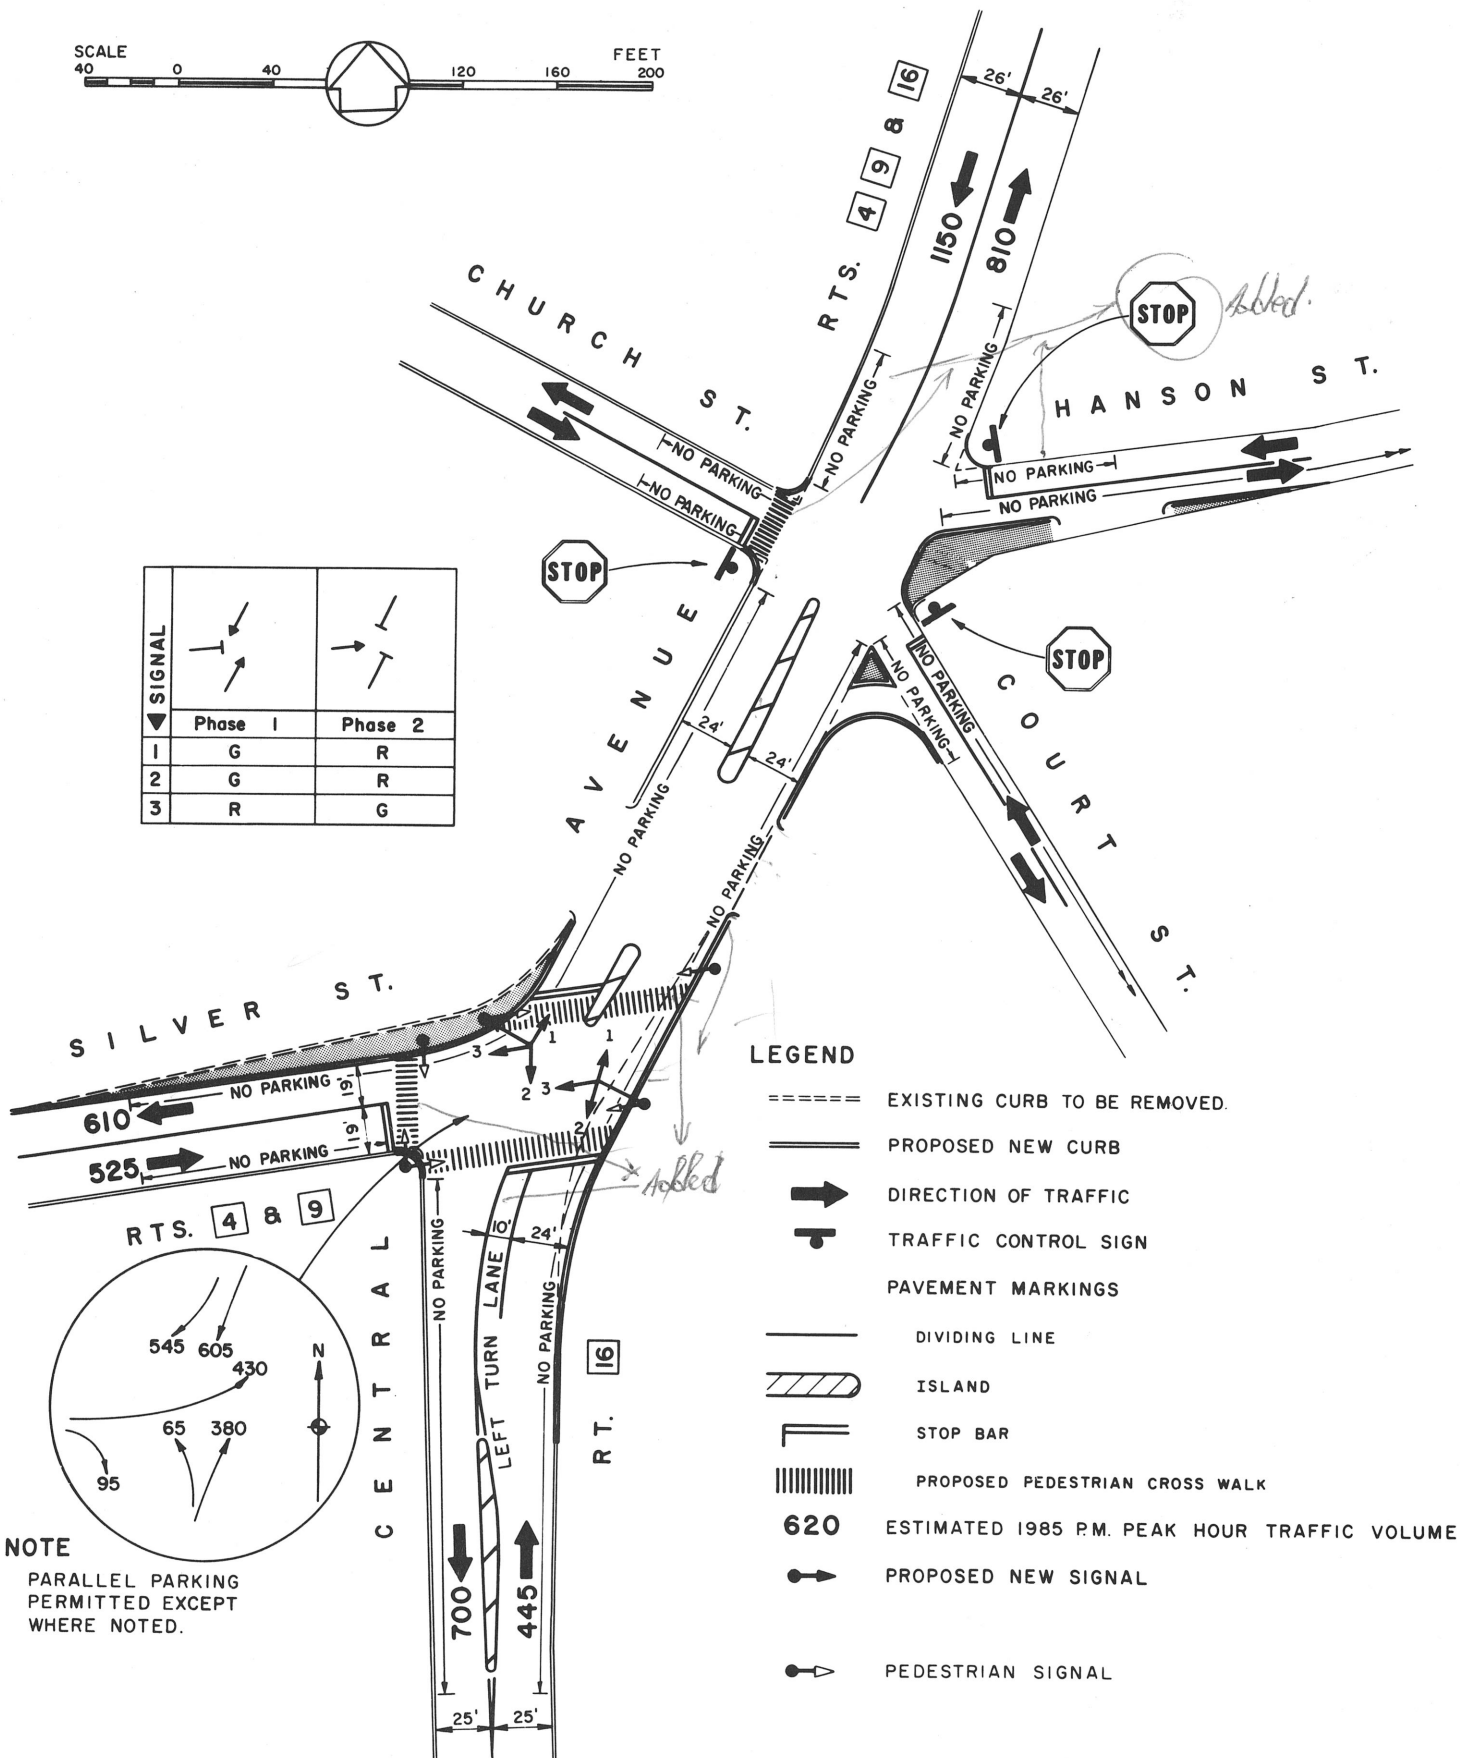 SCALE
FEET
40 0 40 120 160 200
26' 26'
RTS. 4 9 & 16
1150
810
CHURCH ST.
STOP
Added.
HANSON ST.
NO PARKING
NO PARKING
NO PARKING
NO PARKING
NO PARKING
NO PARKING
STOP
STOP
SIGNAL
Phase 1 Phase 2
1 G R
2 G R
3 R G
AVENUE
24'
24'
NO PARKING
NO PARKING
NO PARKING
NO PARKING
COURT ST.
SILVER ST.
NO PARKING
610
19'
19'
525
NO PARKING
1
3
2
1
3
2
Added
RTS. 4 & 9
CENTRAL
NO PARKING
10'
24'
LEFT TURN LANE
NO PARKING
RT. 16
545 605
430
N
65 380
95
700
445
25' 25'
NOTE
PARALLEL PARKING
PERMITTED EXCEPT
WHERE NOTED.
LEGEND
EXISTING CURB TO BE REMOVED.
PROPOSED NEW CURB
DIRECTION OF TRAFFIC
TRAFFIC CONTROL SIGN
PAVEMENT MARKINGS
DIVIDING LINE
ISLAND
STOP BAR
PROPOSED PEDESTRIAN CROSS WALK
620 ESTIMATED 1985 P.M. PEAK HOUR TRAFFIC VOLUME
PROPOSED NEW SIGNAL
PEDESTRIAN SIGNAL